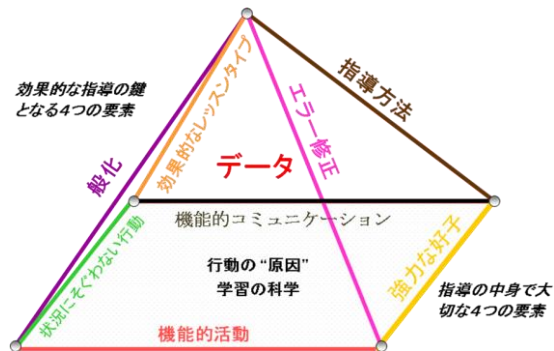 効果的な指導の鍵
となる4つの要素
般化
効果的なレッスンタイプ
エラー修正
指導方法
データ
機能的コミュニケーション
状況にそぐわない行動
行動の“原因”
学習の科学
強力な好子
指導の中身で大
切な4つの要素
機能的活動